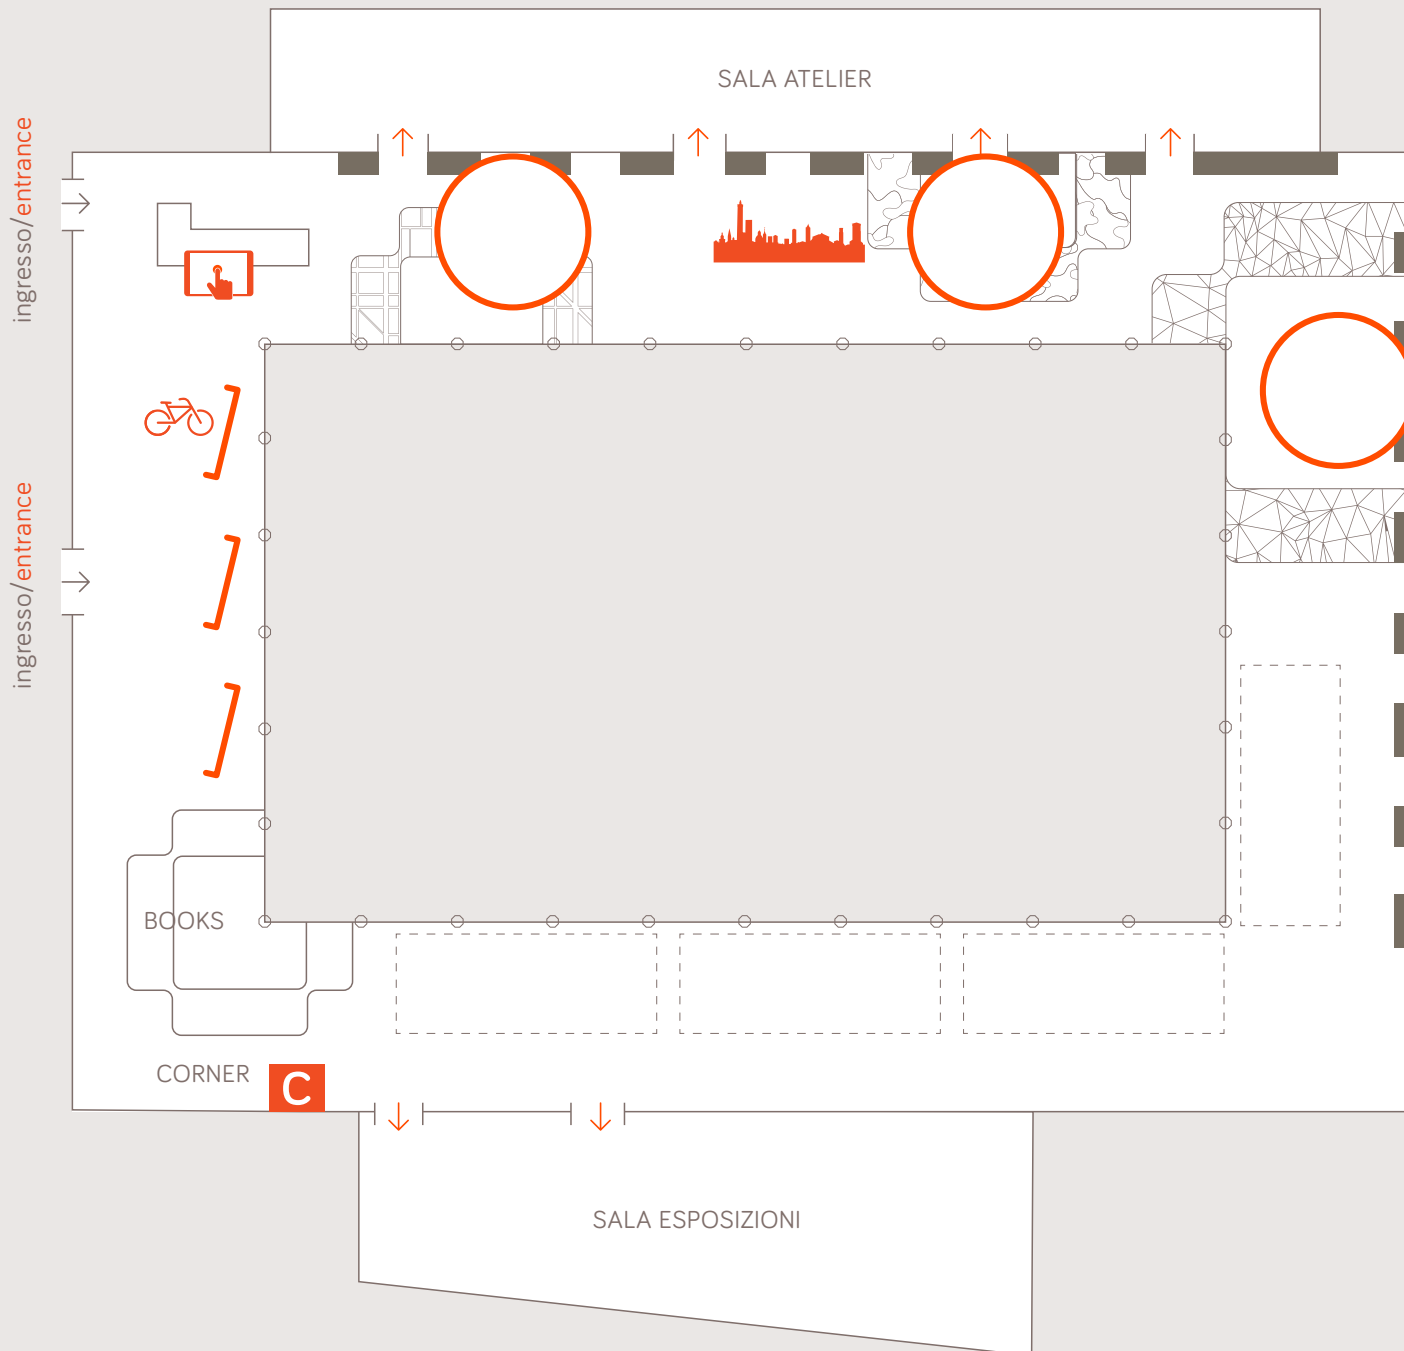 SALA ATELIER
ingresso/entrance
ingresso/entrance
BOOKS
CORNER
C
SALA ESPOSIZIONI